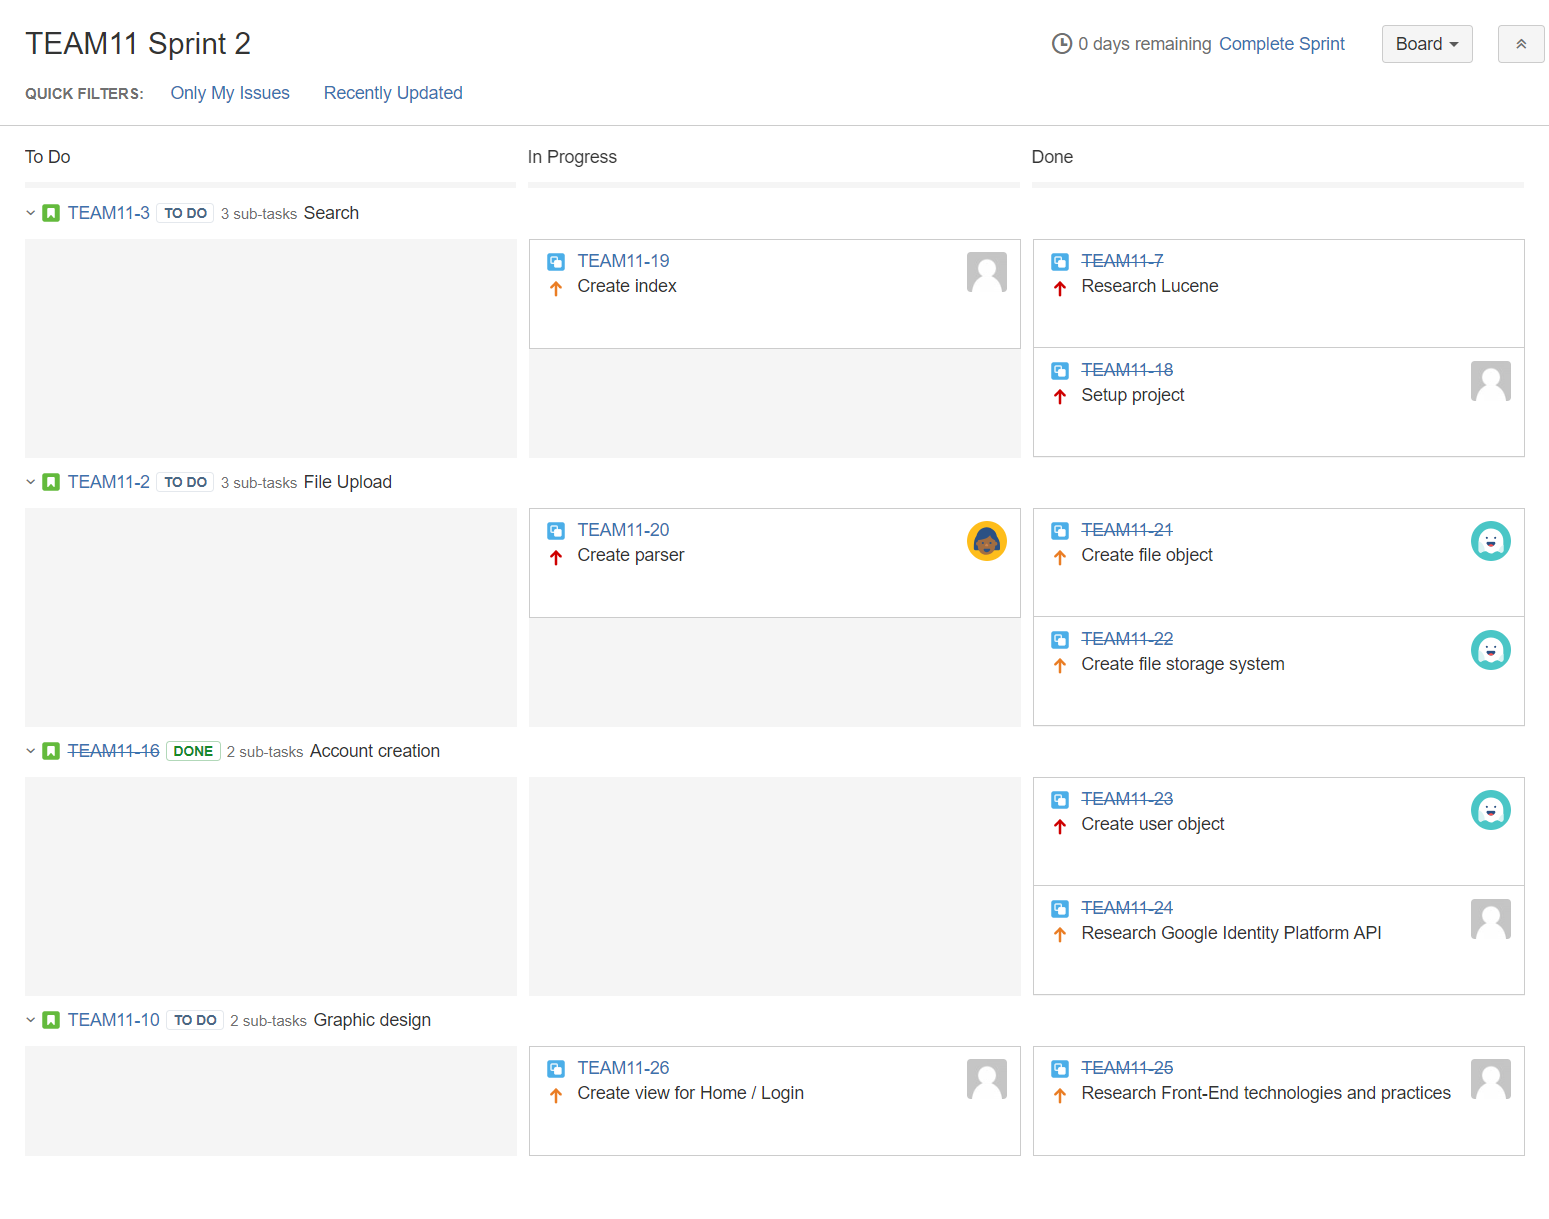 TEAM11 Sprint 2
0 days remaining Complete Sprint
Board
QUICK FILTERS: Only My Issues Recently Updated
To Do In Progress Done
TEAM11-3 TO DO 3 sub-tasks Search
TEAM11-19
Create index
TEAM11-7
Research Lucene
TEAM11-18
Setup project
TEAM11-2 TO DO 3 sub-tasks File Upload
TEAM11-20
Create parser
TEAM11-21
Create file object
TEAM11-22
Create file storage system
TEAM11-16 DONE 2 sub-tasks Account creation
TEAM11-23
Create user object
TEAM11-24
Research Google Identity Platform API
TEAM11-10 TO DO 2 sub-tasks Graphic design
TEAM11-26
Create view for Home / Login
TEAM11-25
Research Front-End technologies and practices